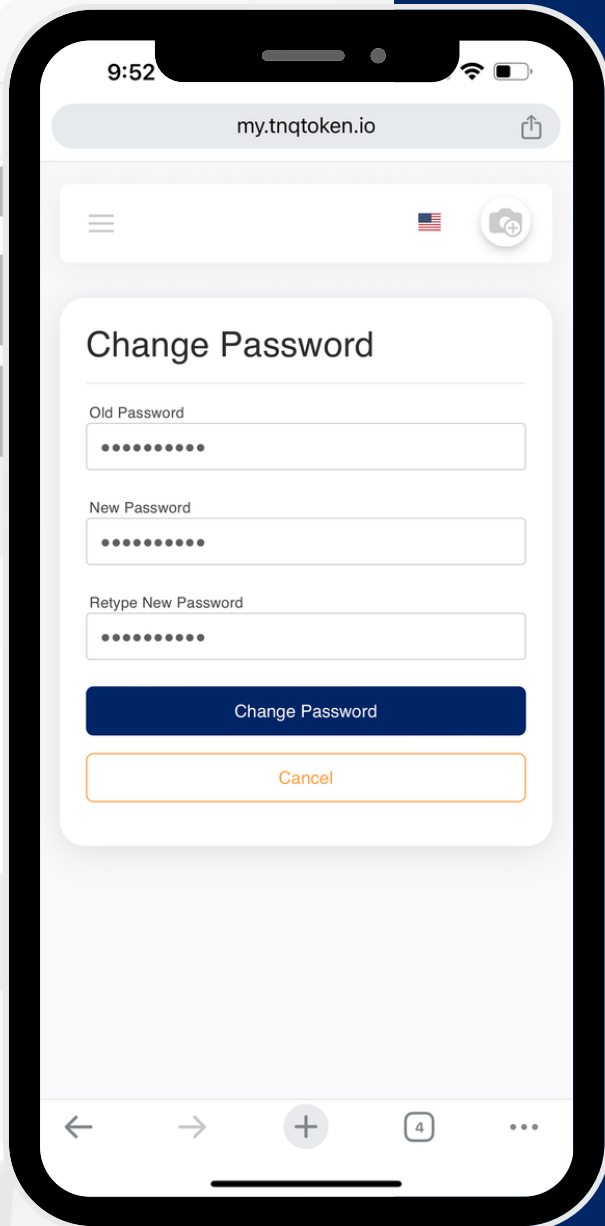 9:52
my.tnqtoken.io
Change Password
Old Password
••••••••••
New Password
••••••••••
Retype New Password
••••••••••
Change Password
Cancel
4